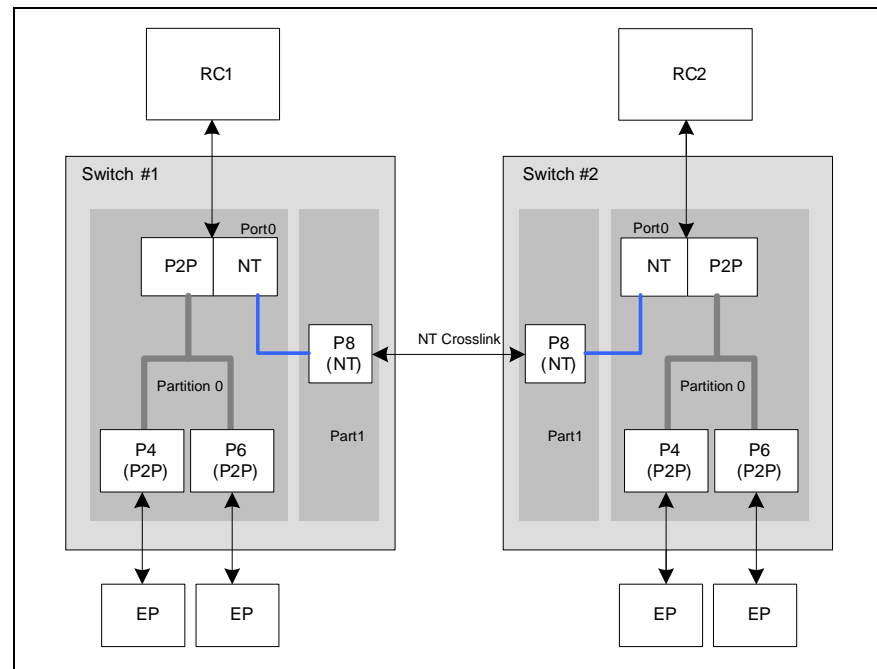 RC1
RC2
Switch #1
Switch #2
Port0
P2P
NT
Port0
NT
P2P
P8
(NT)
NT Crosslink
P8
(NT)
Partition 0
Part1
P4
(P2P)
P6
(P2P)
Part1
Partition 0
P4
(P2P)
P6
(P2P)
EP
EP
EP
EP